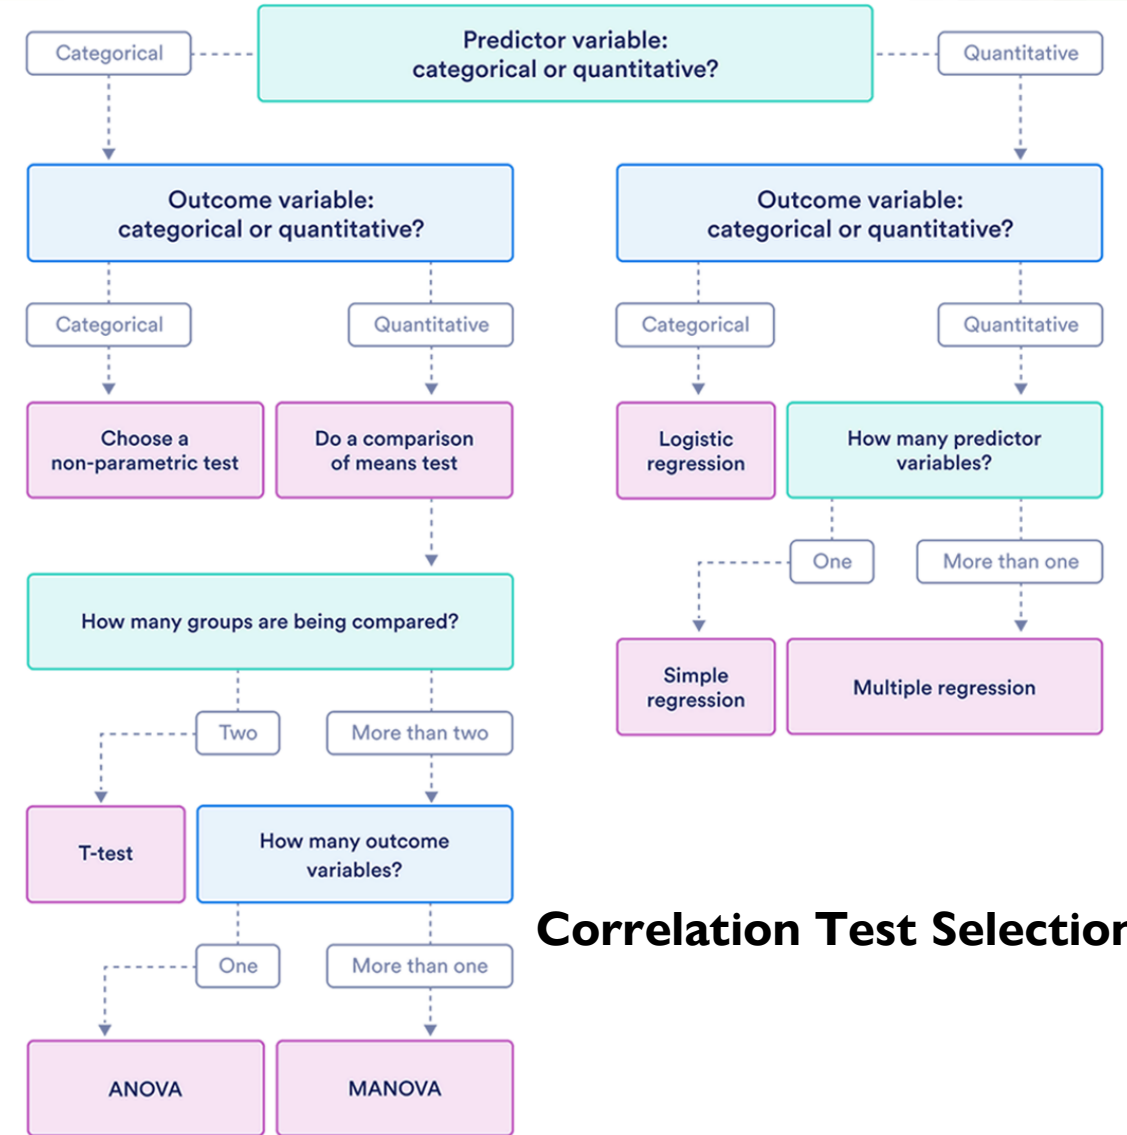 Predictor variable:
categorical or quantitative?
Categorical
Quantitative
Outcome variable:
categorical or quantitative?
Outcome variable:
categorical or quantitative?
Categorical
Quantitative
Categorical
Quantitative
Choose a
non-parametric test
Do a comparison
of means test
Logistic
regression
How many predictor
variables?
One
More than one
How many groups are being compared?
Simple
regression
Multiple regression
Two
More than two
T-test
How many outcome
variables?
Correlation Test Selection
One
More than one
ANOVA
MANOVA